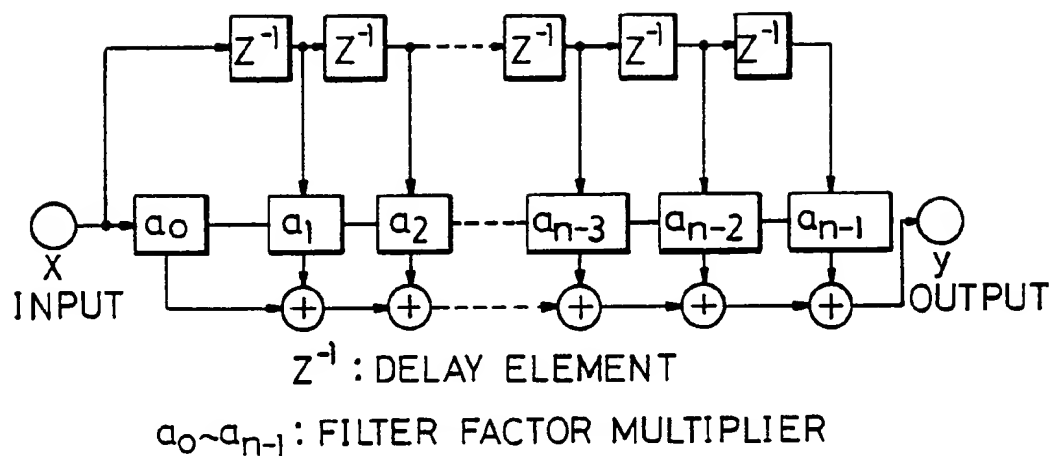 Z⁻¹ Z⁻¹ Z⁻¹ Z⁻¹ Z⁻¹
a₀ a₁ a₂ aₙ₋₃ aₙ₋₂ aₙ₋₁
X
INPUT
+ + + + +
y
OUTPUT
Z⁻¹ : DELAY ELEMENT
a₀~aₙ₋₁ : FILTER FACTOR MULTIPLIER